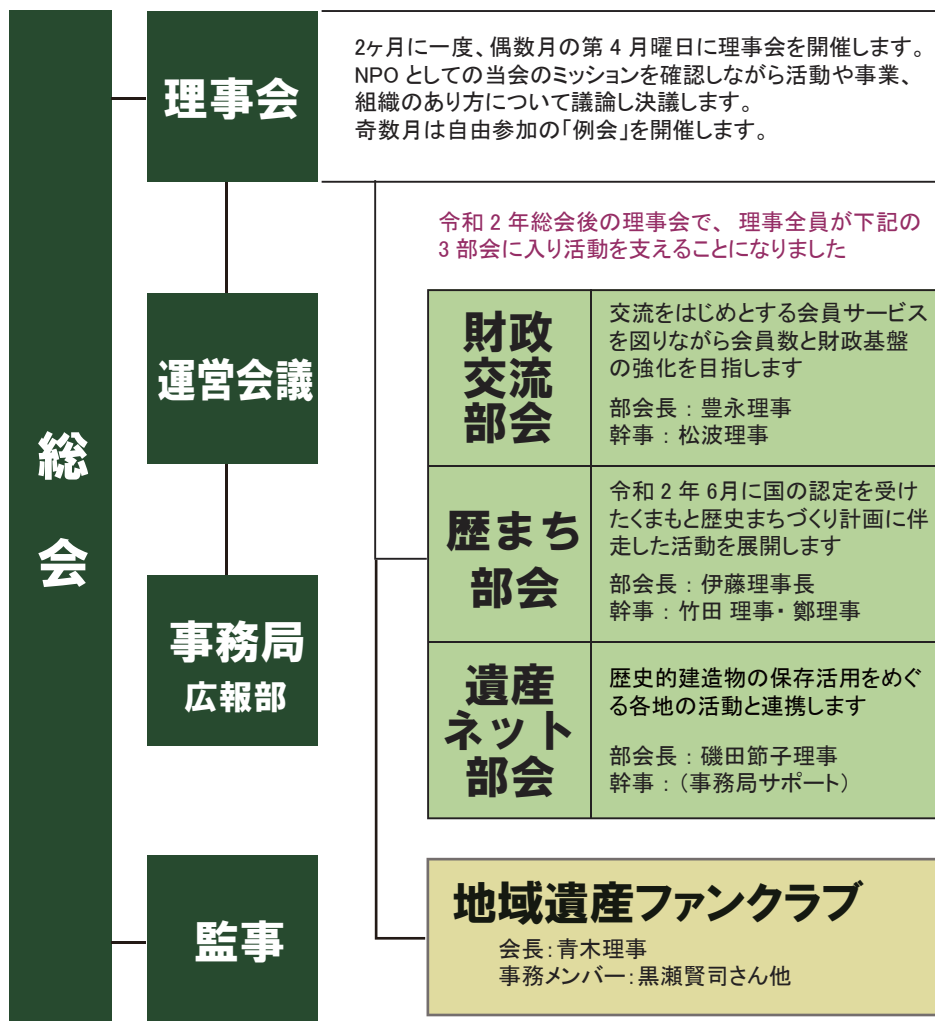 総会
理事会
2ヶ月に一度、偶数月の第4月曜日に理事会を開催します。
NPOとしての当会のミッションを確認しながら活動や事業、
組織のあり方について議論し決議します。
奇数月は自由参加の「例会」を開催します。
令和2年総会後の理事会で、理事全員が下記の
3部会に入り活動を支えることになりました
運営会議
財政
交流
部会
交流をはじめとする会員サービス
を図りながら会員数と財政基盤
の強化を目指します
部会長：豊永理事
幹事：松波理事
歴まち
部会
令和2年6月に国の認定を受け
たくまもと歴史まちづくり計画に伴
走した活動を展開します
部会長：伊藤理事長
幹事：竹田 理事・鄭理事
事務局
広報部
遺産
ネット
部会
歴史的建造物の保存活用をめぐ
る各地の活動と連携します
部会長：磯田節子理事
幹事：（事務局サポート）
監事
地域遺産ファンクラブ
会長：青木理事
事務メンバー：黒瀬賢司さん他